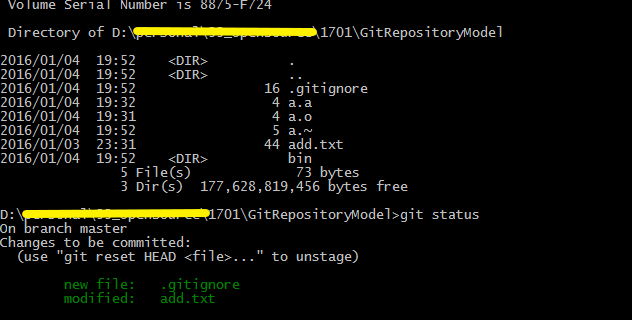 Volume Serial Number is 8875-F724
Directory of D:\ \1701\GitRepositoryModel
2016/01/04 19:52 <DIR> .
2016/01/04 19:52 <DIR> ..
2016/01/04 19:52 16 .gitignore
2016/01/04 19:32 4 a.a
2016/01/04 19:31 4 a.o
2016/01/04 19:52 5 a.~
2016/01/03 23:31 44 add.txt
2016/01/04 19:52 <DIR> bin
5 File(s) 73 bytes
3 Dir(s) 177,628,819,456 bytes free
D:\ \1701\GitRepositoryModel>git status
On branch master
Changes to be committed:
(use "git reset HEAD <file>..." to unstage)
new file: .gitignore
modified: add.txt